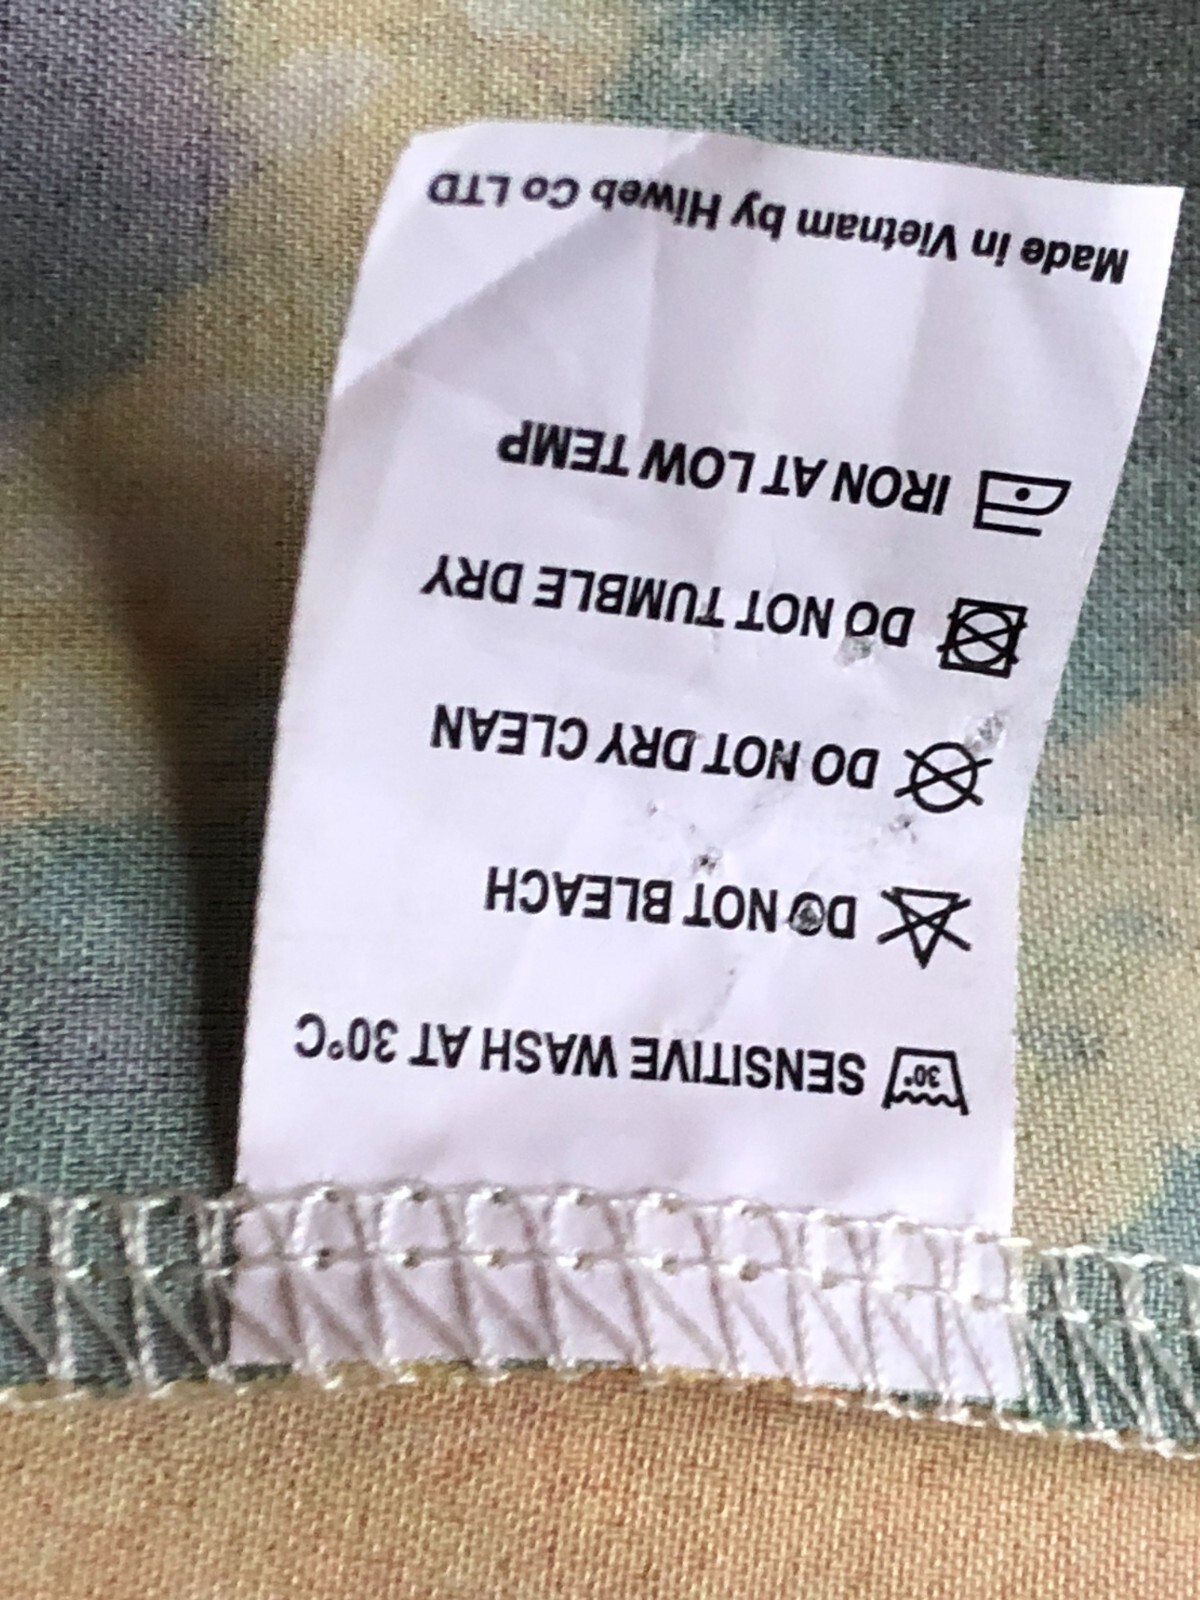 30° SENSITIVE WASH AT 30°C
DO NOT BLEACH
DO NOT DRY CLEAN
DO NOT TUMBLE DRY
IRON AT LOW TEMP
Made in Vietnam by Hiweb Co LTD